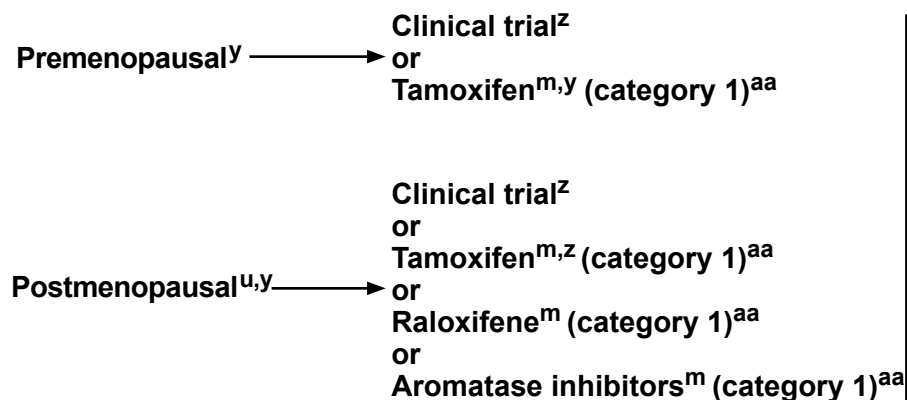 Premenopausalʸ
Clinical trialᶻ
or
Tamoxifenᵐ,ʸ (category 1)ᵃᵃ
Postmenopausalᵘ,ʸ
Clinical trialᶻ
or
Tamoxifenᵐ,ᶻ (category 1)ᵃᵃ
or
Raloxifeneᵐ (category 1)ᵃᵃ
or
Aromatase inhibitorsᵐ (category 1)ᵃᵃ